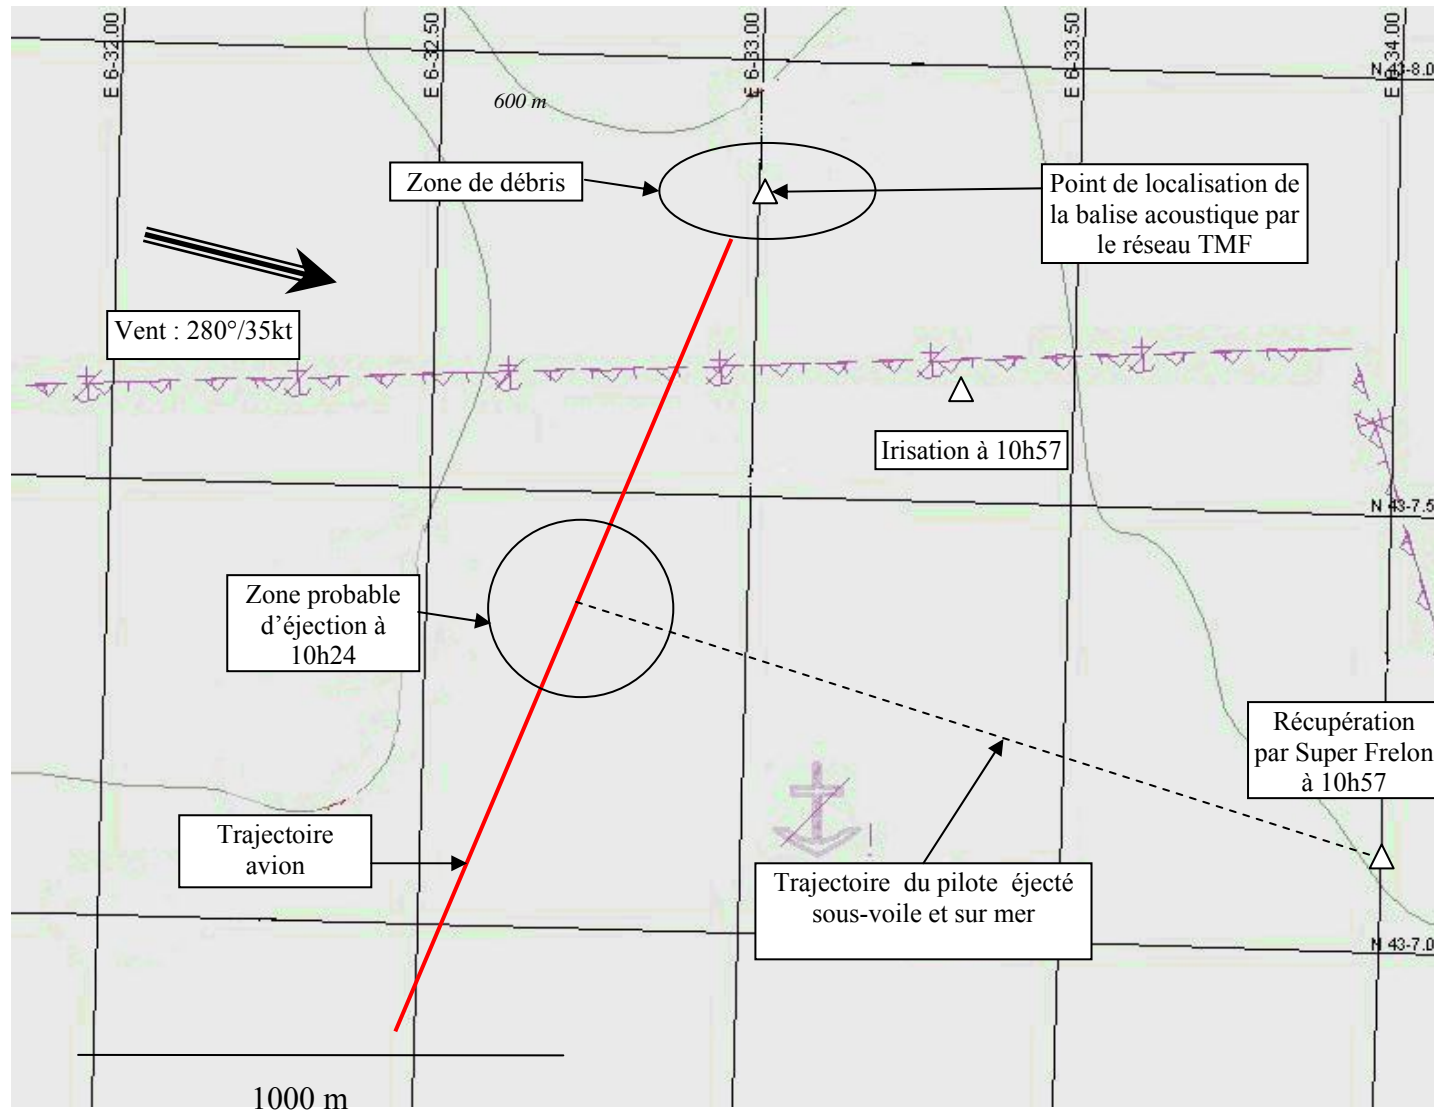 E 6-32.00
E 6-32.50
E 6-33.00
E 6-33.50
E 6-34.00
N 43-8.0
600 m
Zone de débris
Point de localisation de
la balise acoustique par
le réseau TMF
Vent : 280°/35kt
Irisation à 10h57
N 43-7.5
Zone probable
d’éjection à
10h24
Récupération
par Super Frelon
à 10h57
Trajectoire
avion
Trajectoire du pilote éjecté
sous-voile et sur mer
N 43-7.0
1000 m